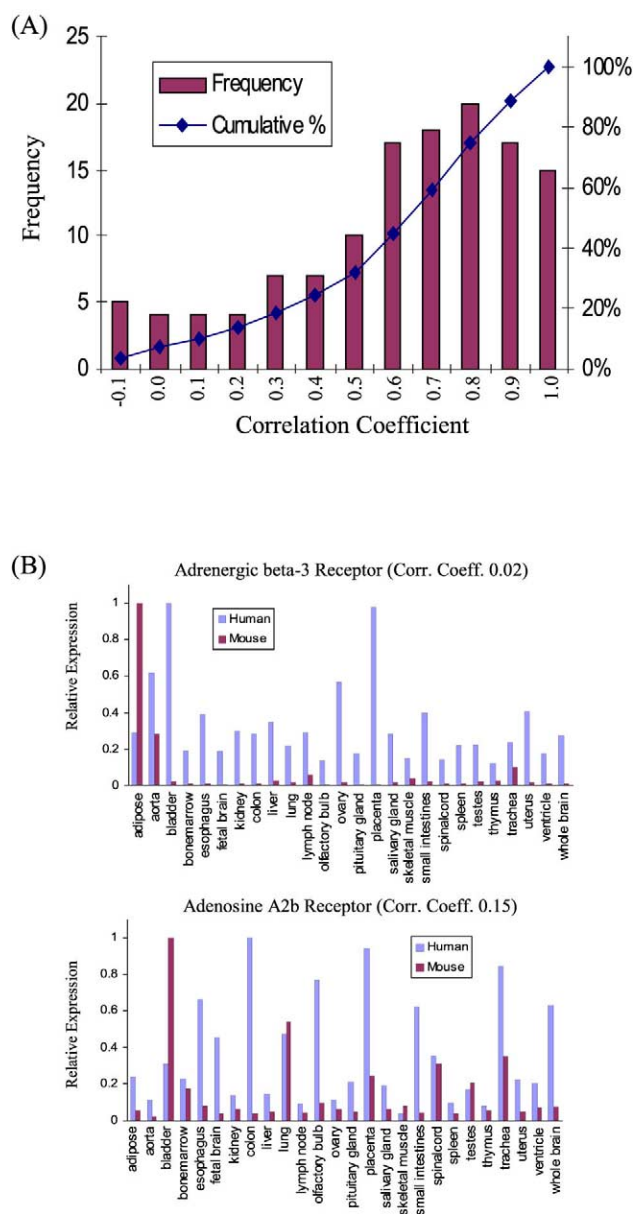 (A)
25
20
15
10
5
0
Frequency
Frequency
Cumulative %
100%
80%
60%
40%
20%
0%
-0.1 0.0 0.1 0.2 0.3 0.4 0.5 0.6 0.7 0.8 0.9 1.0
Correlation Coefficient
(B)
Adrenergic beta-3 Receptor (Corr. Coeff. 0.02)
Relative Expression
1
0.8
0.6
0.4
0.2
0
Human
Mouse
adipose
aorta
bladder
bonemarrow
esophagus
fetal brain
kidney
colon
liver
lung
lymph node
olfactory bulb
ovary
pituitary gland
placenta
salivary gland
skeletal muscle
small intestines
spinalcord
spleen
testes
thymus
trachea
uterus
ventricle
whole brain
Adenosine A2b Receptor (Corr. Coeff. 0.15)
Relative Expression
1
0.8
0.6
0.4
0.2
0
Human
Mouse
adipose
aorta
bladder
bonemarrow
esophagus
fetal brain
kidney
colon
liver
lung
lymph node
olfactory bulb
ovary
pituitary gland
placenta
salivary gland
skeletal muscle
small intestines
spinalcord
spleen
testes
thymus
trachea
uterus
ventricle
whole brain